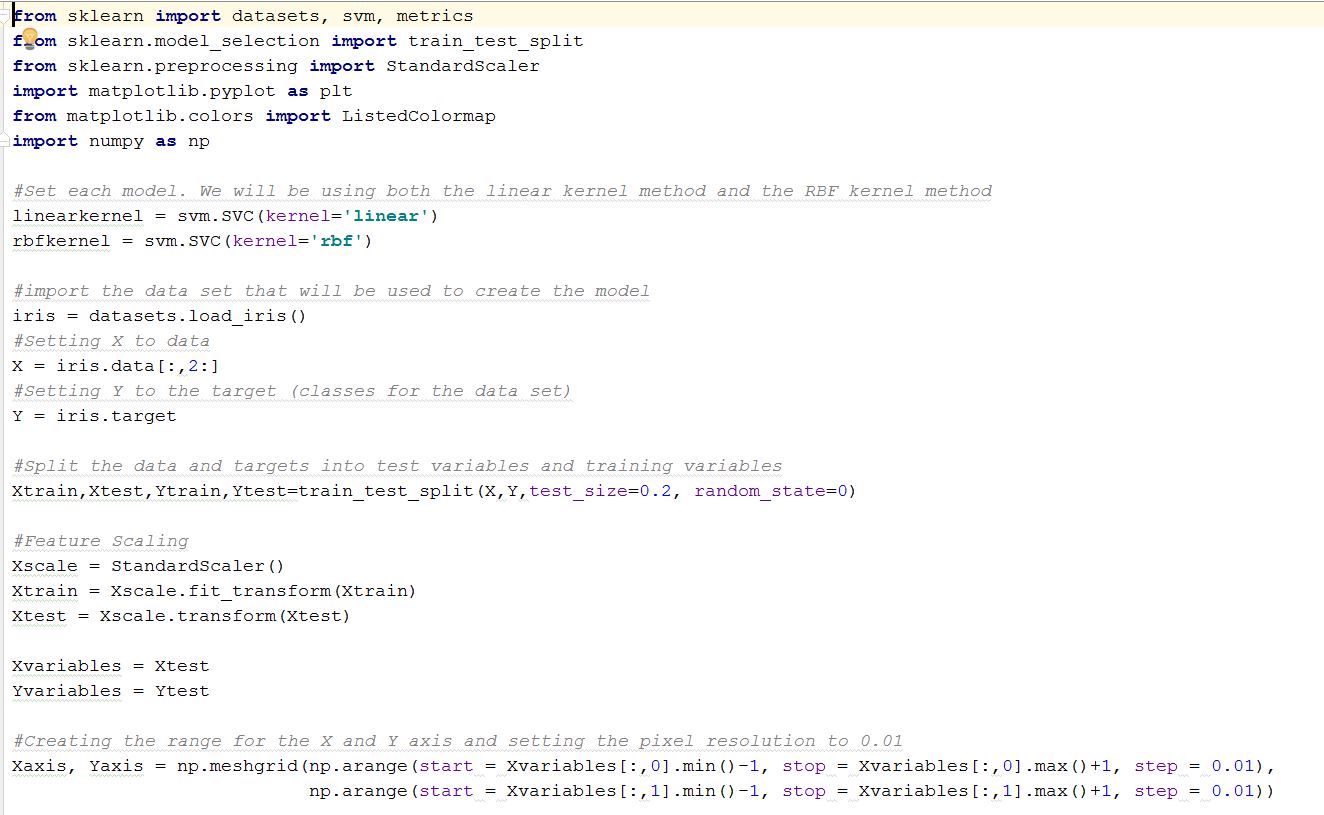 from sklearn import datasets, svm, metrics
from sklearn.model_selection import train_test_split
from sklearn.preprocessing import StandardScaler
import matplotlib.pyplot as plt
from matplotlib.colors import ListedColormap
import numpy as np
#Set each model. We will be using both the linear kernel method and the RBF kernel method
linearkernel = svm.SVC(kernel='linear')
rbfkernel = svm.SVC(kernel='rbf')
#import the data set that will be used to create the model
iris = datasets.load_iris()
#Setting X to data
X = iris.data[:,2:]
#Setting Y to the target (classes for the data set)
Y = iris.target
#Split the data and targets into test variables and training variables
Xtrain,Xtest,Ytrain,Ytest=train_test_split(X,Y,test_size=0.2, random_state=0)
#Feature Scaling
Xscale = StandardScaler()
Xtrain = Xscale.fit_transform(Xtrain)
Xtest = Xscale.transform(Xtest)
Xvariables = Xtest
Yvariables = Ytest
#Creating the range for the X and Y axis and setting the pixel resolution to 0.01
Xaxis, Yaxis = np.meshgrid(np.arange(start = Xvariables[:,0].min()-1, stop = Xvariables[:,0].max()+1, step = 0.01),
np.arange(start = Xvariables[:,1].min()-1, stop = Xvariables[:,1].max()+1, step = 0.01))